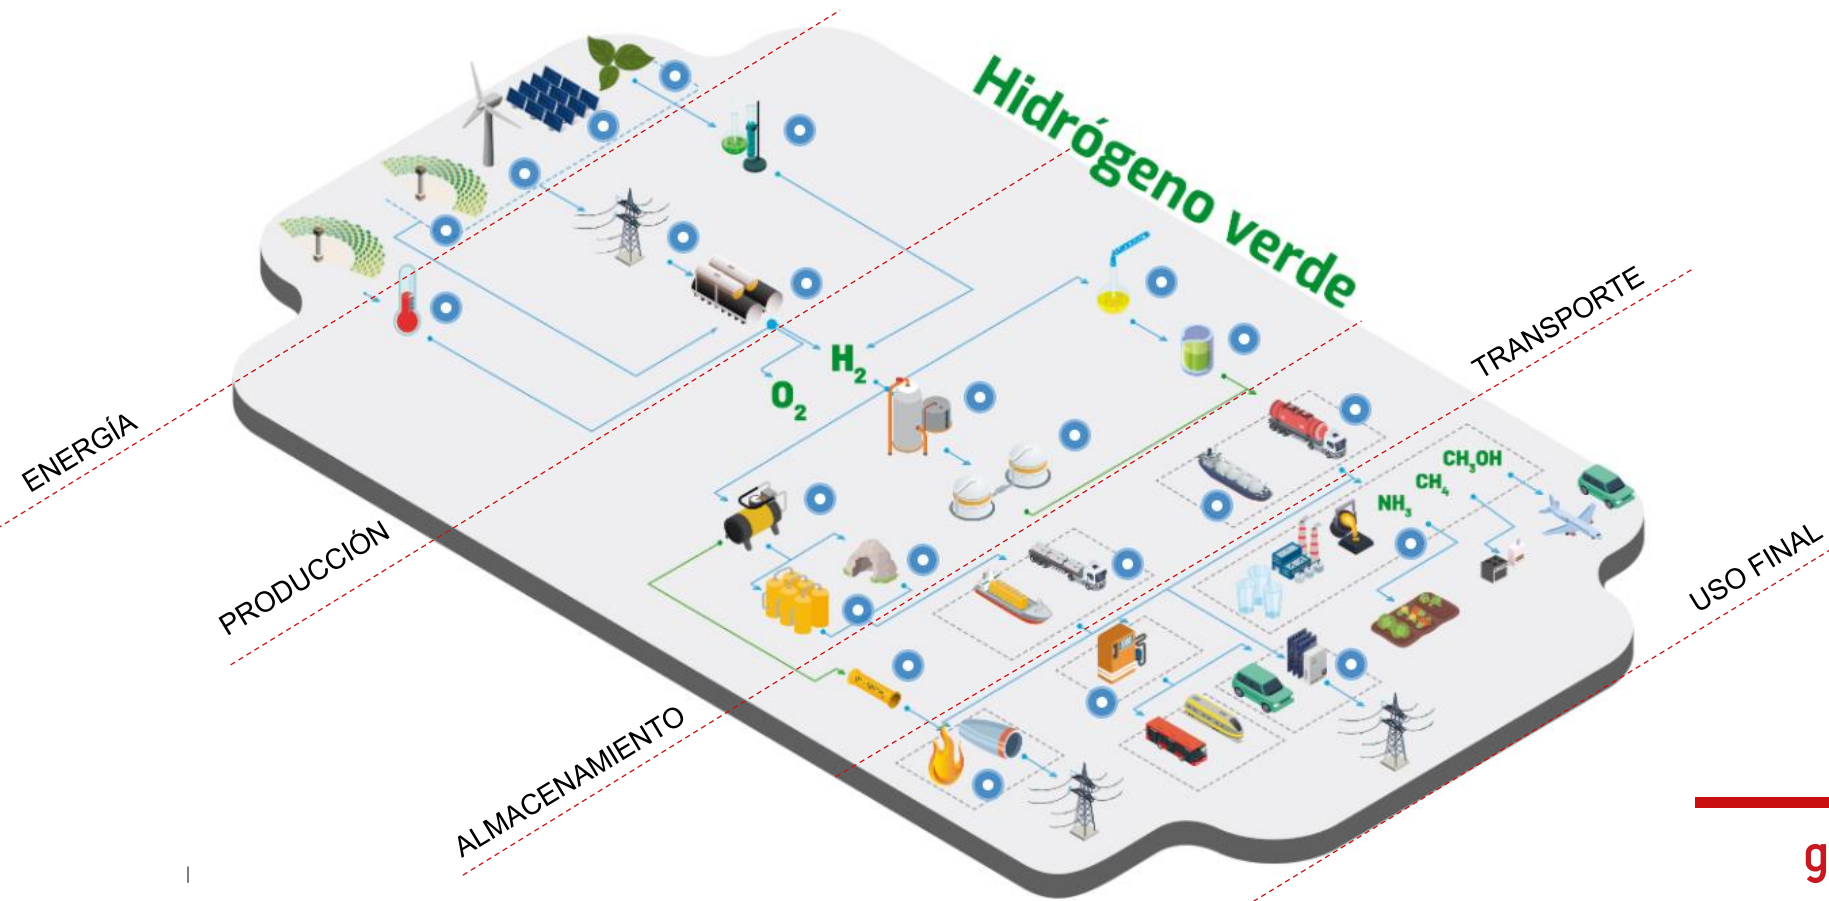 Hidrógeno verde
ENERGÍA
PRODUCCIÓN
ALMACENAMIENTO
TRANSPORTE
USO FINAL
H2
O2
CH3OH
CH4
NH3
g